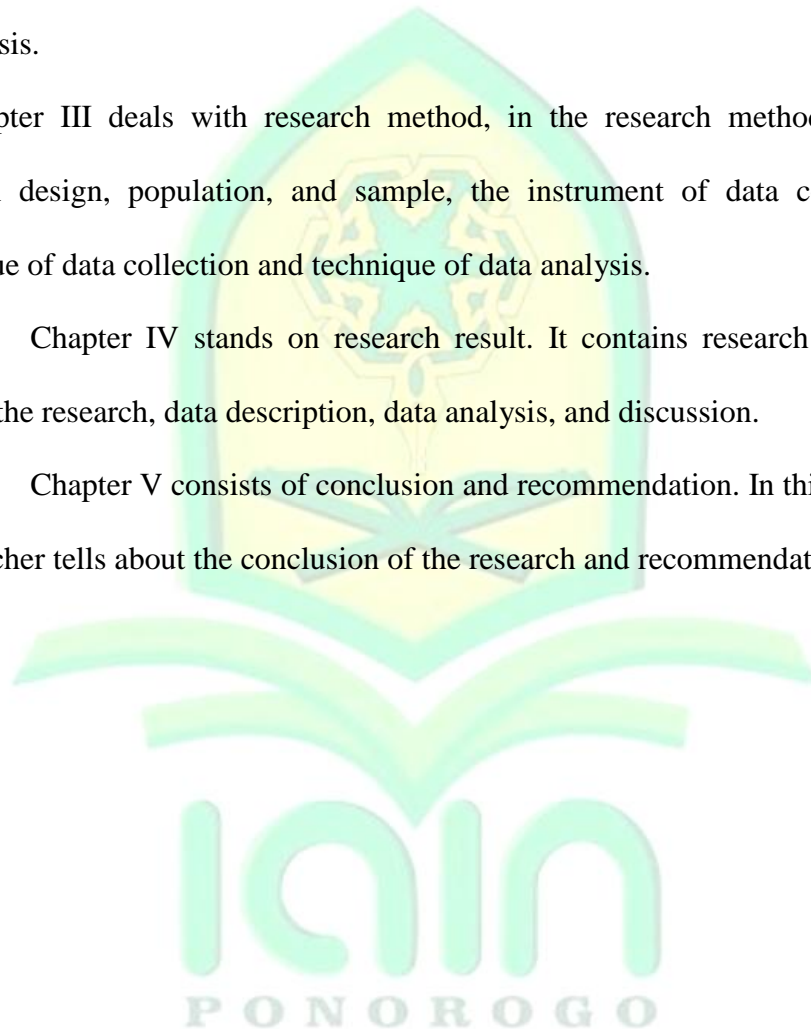 sis.
pter III deals with research method, in the research metho
design, population, and sample, the instrument of data c
ue of data collection and technique of data analysis.
Chapter IV stands on research result. It contains research
the research, data description, data analysis, and discussion.
Chapter V consists of conclusion and recommendation. In thi
cher tells about the conclusion of the research and recommendat
iain
PONOROGO